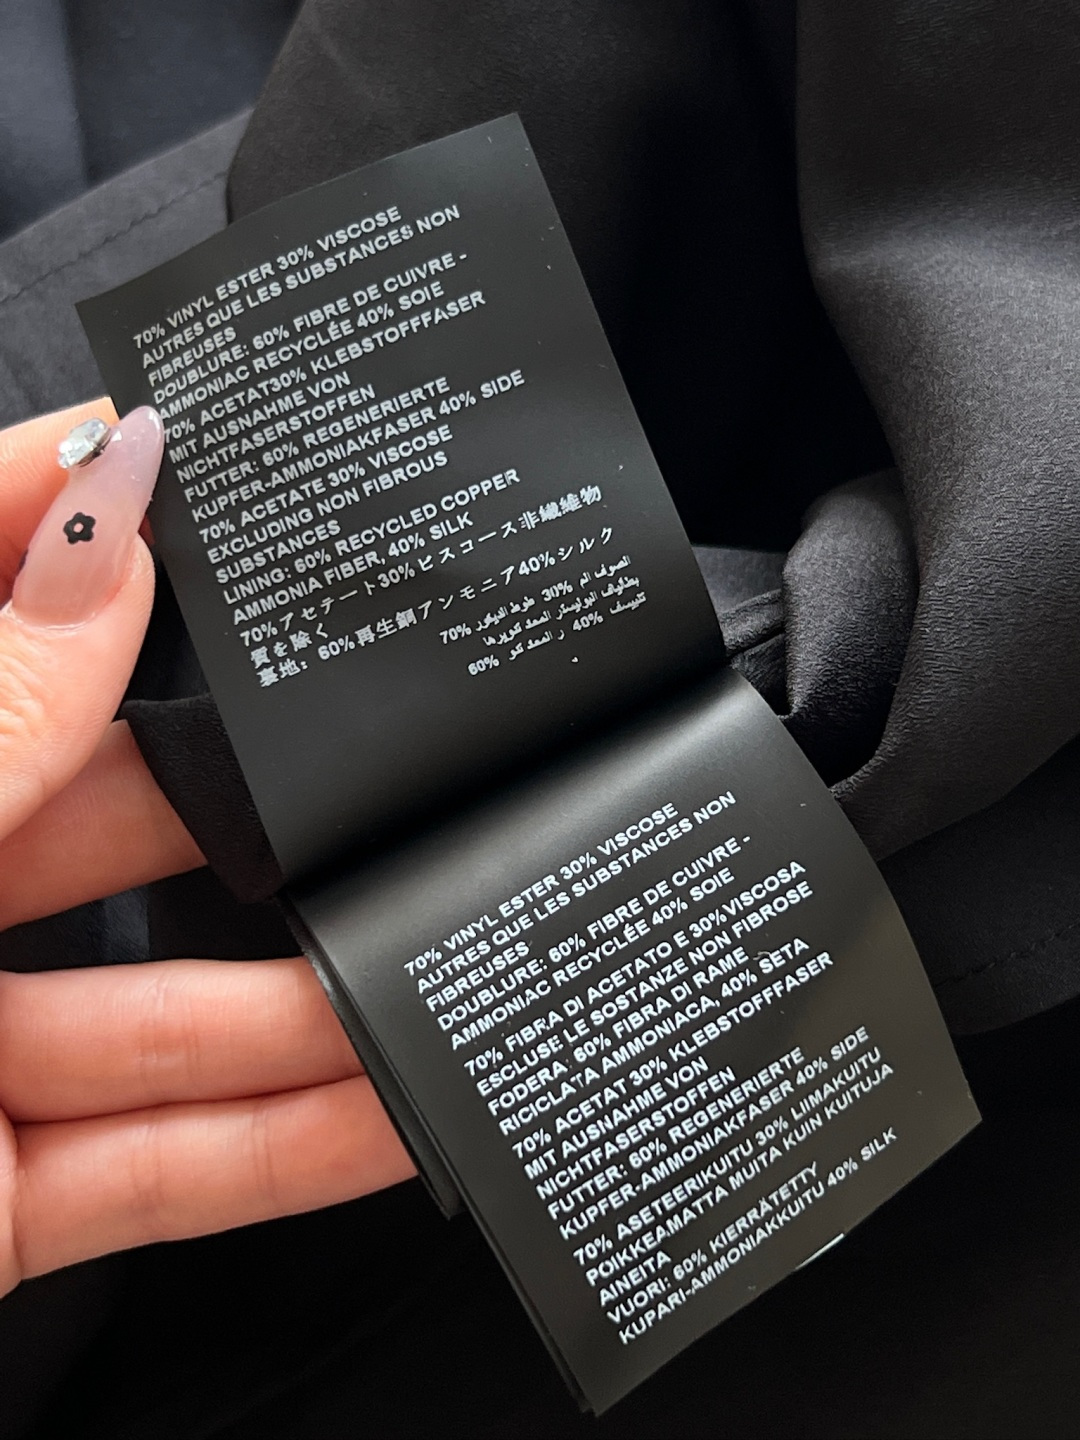 70% VINYL ESTER 30% VISCOSE
AUTRES QUE LES SUBSTANCES NON
FIBREUSES
DOUBLURE: 60% FIBRE DE CUIVRE -
AMMONIAC RECYCLÉE 40% SOIE
70% ACETAT30% KLEBSTOFFFASER
MIT AUSNAHME VON
NICHTFASERSTOFFEN
FUTTER: 60% REGENERIERTE
KUPFER-AMMONIAKFASER 40% SIDE
70% ACETATE 30% VISCOSE
EXCLUDING NON FIBROUS
SUBSTANCES
LINING: 60% RECYCLED COPPER
AMMONIA FIBER, 40% SILK
70%アセテート30%ビスコース非繊維物
質を除く
裏地: 60%再生銅アンモニア40%シルク
70% الصوف الم 30%
40%
60%
70% VINYL ESTER 30% VISCOSE
AUTRES QUE LES SUBSTANCES NON
FIBREUSES
DOUBLURE: 60% FIBRE DE CUIVRE -
AMMONIAC RECYCLÉE 40% SOIE
70% FIBRA DI ACETATO E 30%VISCOSA
ESCLUSE LE SOSTANZE NON FIBROSE
FODERA: 60% FIBRA DI RAME
RICICLATA AMMONIACA, 40% SETA
70% ACETAT 30% KLEBSTOFFFASER
MIT AUSNAHME VON
NICHTFASERSTOFFEN
FUTTER: 60% REGENERIERTE
KUPFER-AMMONIAKFASER 40% SIDE
70% ASETEERIKUITU 30% LIIMAKUITU
POIKKEAMATTA MUITA KUIN KUITUJA
AINEITA
VUORI: 60% KIERRÄTETTY
KUPARI-AMMONIAKKUITU 40% SILK